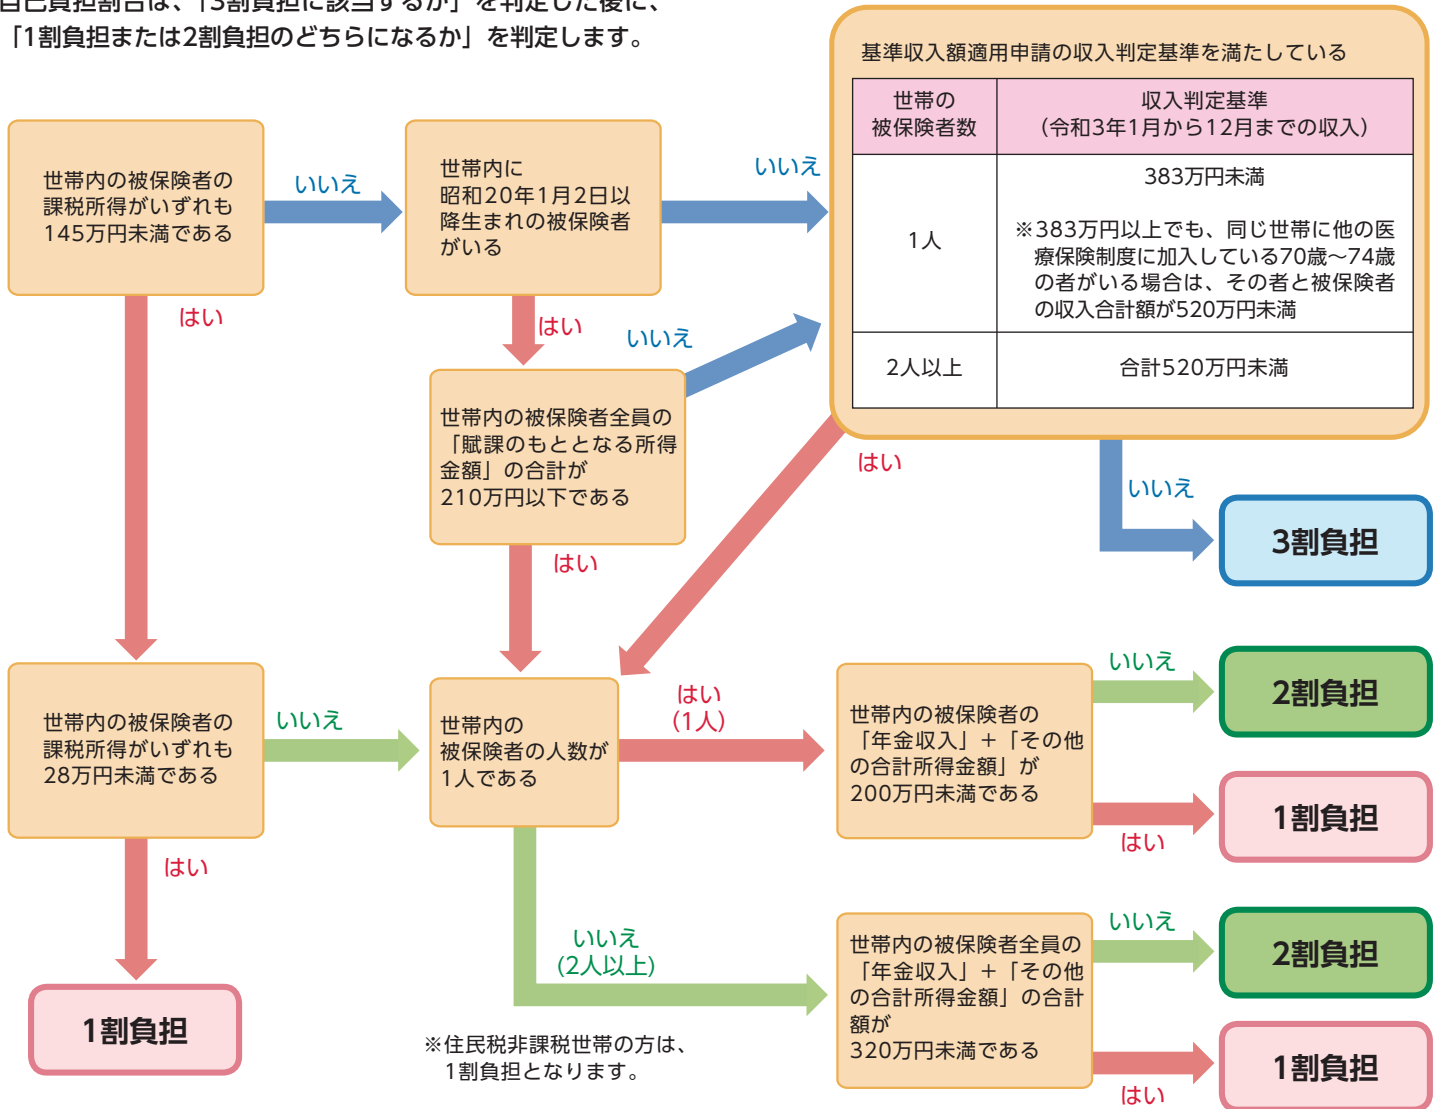 自己負担割合は、「3割負担に該当するか」を判定した後に、
「1割負担または2割負担のどちらになるか」を判定します。
基準収入額適用申請の収入判定基準を満たしている
世帯の
被保険者数
収入判定基準
（令和3年1月から12月までの収入）
1人
383万円未満
※383万円以上でも、同じ世帯に他の医
療保険制度に加入している70歳〜74歳
の者がいる場合は、その者と被保険者
の収入合計額が520万円未満
2人以上
合計520万円未満
世帯内の被保険者の
課税所得がいずれも
145万円未満である
いいえ
はい
世帯内に
昭和20年1月2日以
降生まれの被保険者
がいる
いいえ
はい
世帯内の被保険者全員の
「賦課のもととなる所得
金額」の合計が
210万円以下である
いいえ
はい
はい
いいえ
3割負担
世帯内の被保険者の
課税所得がいずれも
28万円未満である
いいえ
はい
1割負担
世帯内の
被保険者の人数が
1人である
はい
（1人）
いいえ
（2人以上）
世帯内の被保険者の
「年金収入」＋「その他
の合計所得金額」が
200万円未満である
いいえ
2割負担
はい
1割負担
世帯内の被保険者全員の
「年金収入」＋「その他
の合計所得金額」の合計
額が
320万円未満である
いいえ
2割負担
はい
1割負担
※住民税非課税世帯の方は、
1割負担となります。